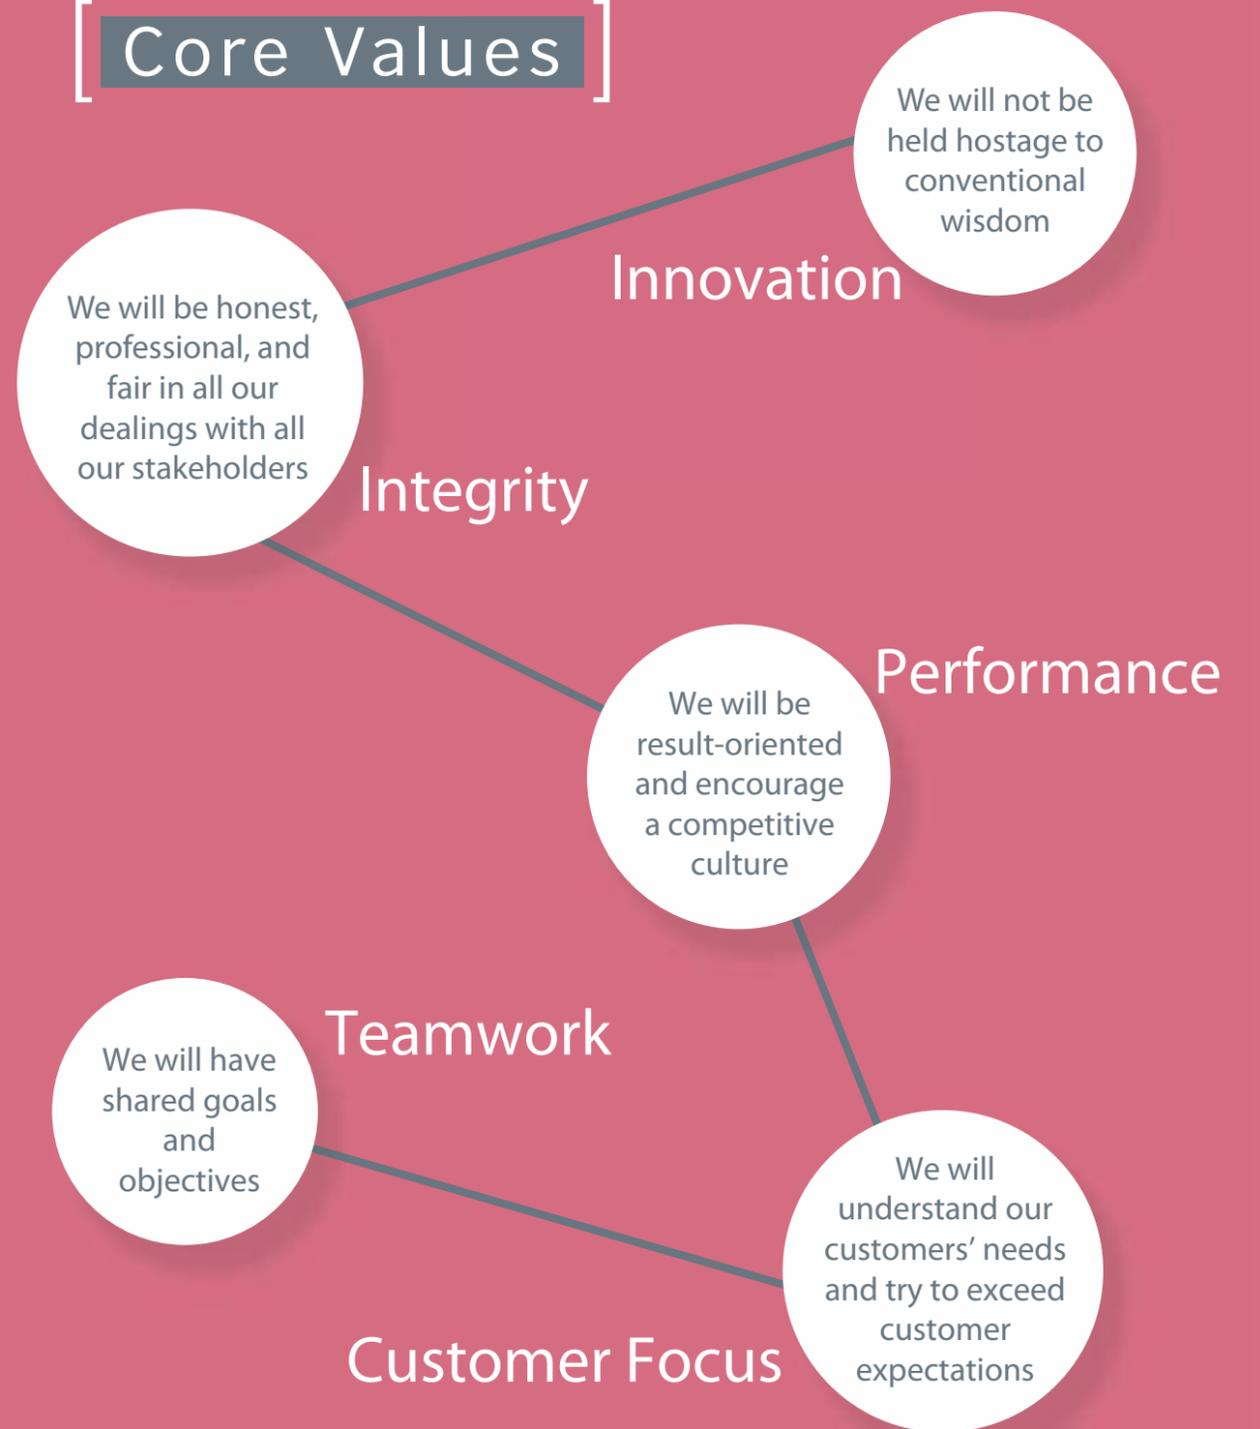 [ Core Values ]
We will not be
held hostage to
conventional
wisdom
Innovation
We will be honest,
professional, and
fair in all our
dealings with all
our stakeholders
Integrity
Performance
We will be
result-oriented
and encourage
a competitive
culture
Teamwork
We will have
shared goals
and
objectives
We will
understand our
customers’ needs
and try to exceed
customer
expectations
Customer Focus